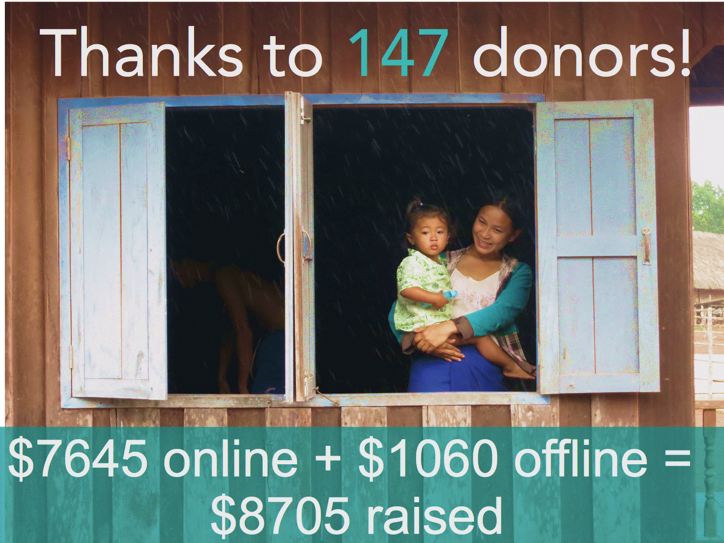 Thanks to 147 donors!
$7645 online + $1060 offline =
$8705 raised